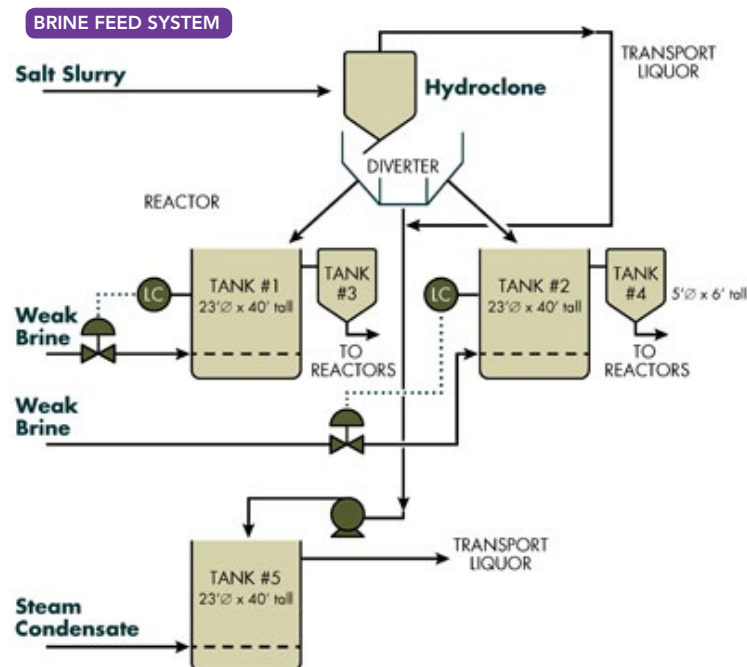 BRINE FEED SYSTEM
Salt Slurry
Hydroclone
TRANSPORT
LIQUOR
DIVERTER
REACTOR
LC
TANK #1
23'Ø x 40' tall
TANK
#3
LC
TANK #2
23'Ø x 40' tall
TANK
#4
5'Ø x 6' tall
Weak
Brine
TO
REACTORS
TO
REACTORS
Weak
Brine
TRANSPORT
LIQUOR
TANK #5
23'Ø x 40' tall
Steam
Condensate